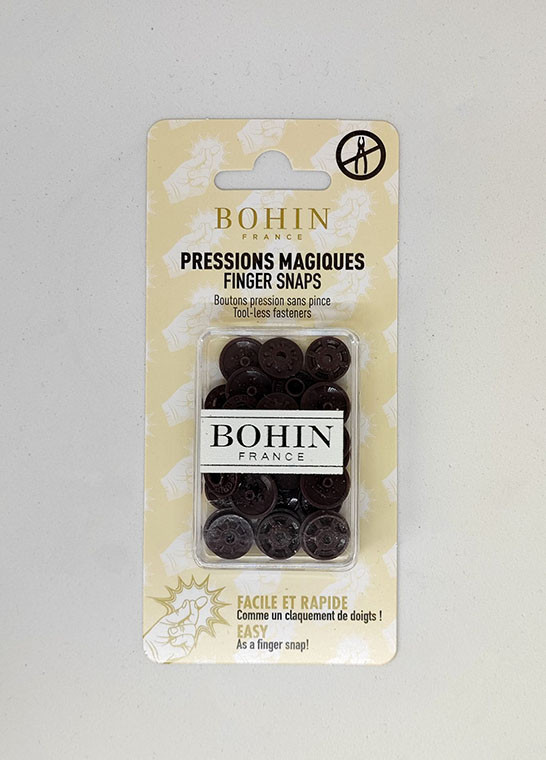 BOHIN
FRANCE
PRESSIONS MAGIQUES
FINGER SNAPS
Boutons pression sans pince
Tool-less fasteners
BOHIN
FRANCE
FACILE ET RAPIDE
Comme un claquement de doigts !
EASY
As a finger snap!